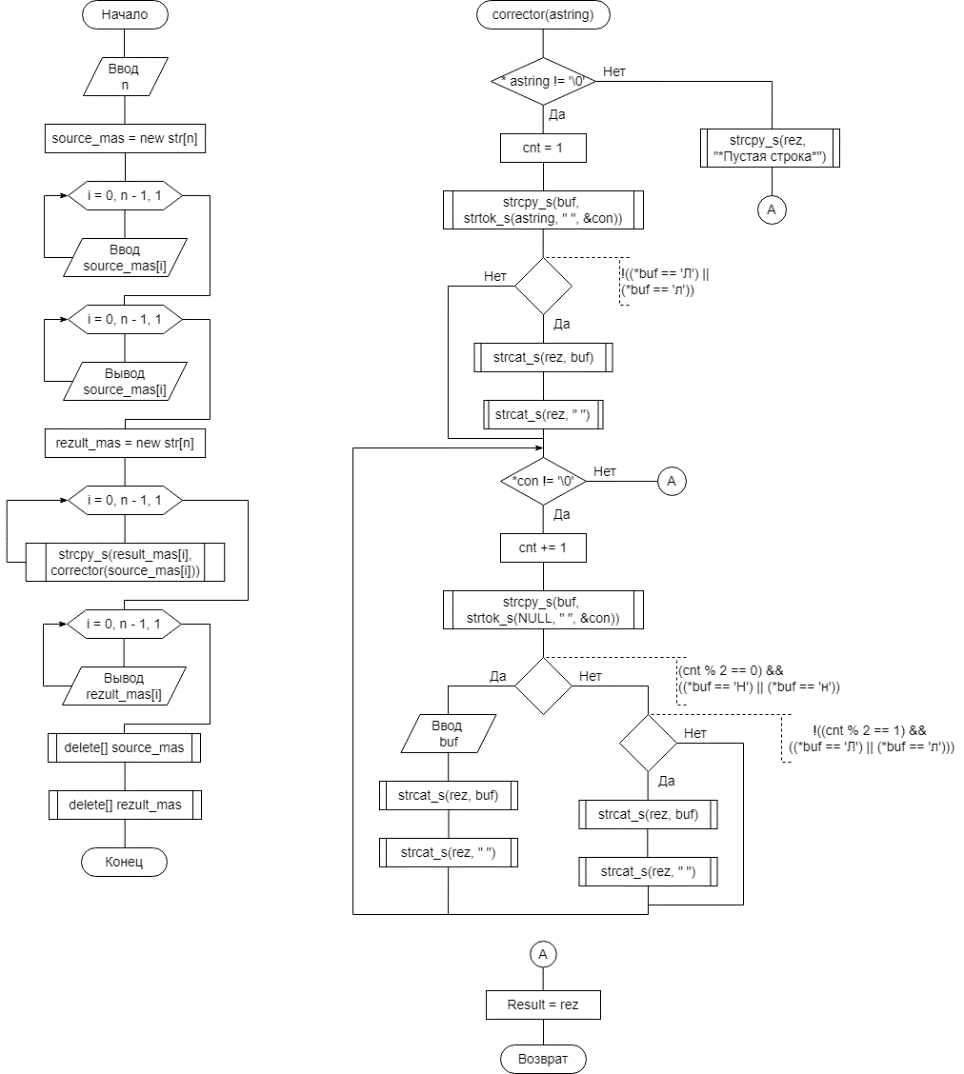 Начало
Ввод
n
source_mas = new str[n]
i = 0, n - 1, 1
Ввод
source_mas[i]
i = 0, n - 1, 1
Вывод
source_mas[i]
rezult_mas = new str[n]
i = 0, n - 1, 1
strcpy_s(result_mas[i],
corrector(source_mas[i]))
i = 0, n - 1, 1
Вывод
rezult_mas[i]
delete[] source_mas
delete[] rezult_mas
Конец
corrector(astring)
* astring != '\0'
Нет
Да
strcpy_s(rez,
"*Пустая строка*")
A
cnt = 1
strcpy_s(buf,
strtok_s(astring, " ", &con))
Нет
!((*buf == 'Л') ||
(*buf == 'л'))
Да
strcat_s(rez, buf)
strcat_s(rez, " ")
*con != '\0'
Нет
A
Да
cnt += 1
strcpy_s(buf,
strtok_s(NULL, " ", &con))
Да
Нет
(cnt % 2 == 0) &&
((*buf == 'Н') || (*buf == 'н'))
Ввод
buf
Нет
!((cnt % 2 == 1) &&
((*buf == 'Л') || (*buf == 'л')))
Да
strcat_s(rez, buf)
strcat_s(rez, " ")
strcat_s(rez, buf)
strcat_s(rez, " ")
A
Result = rez
Возврат